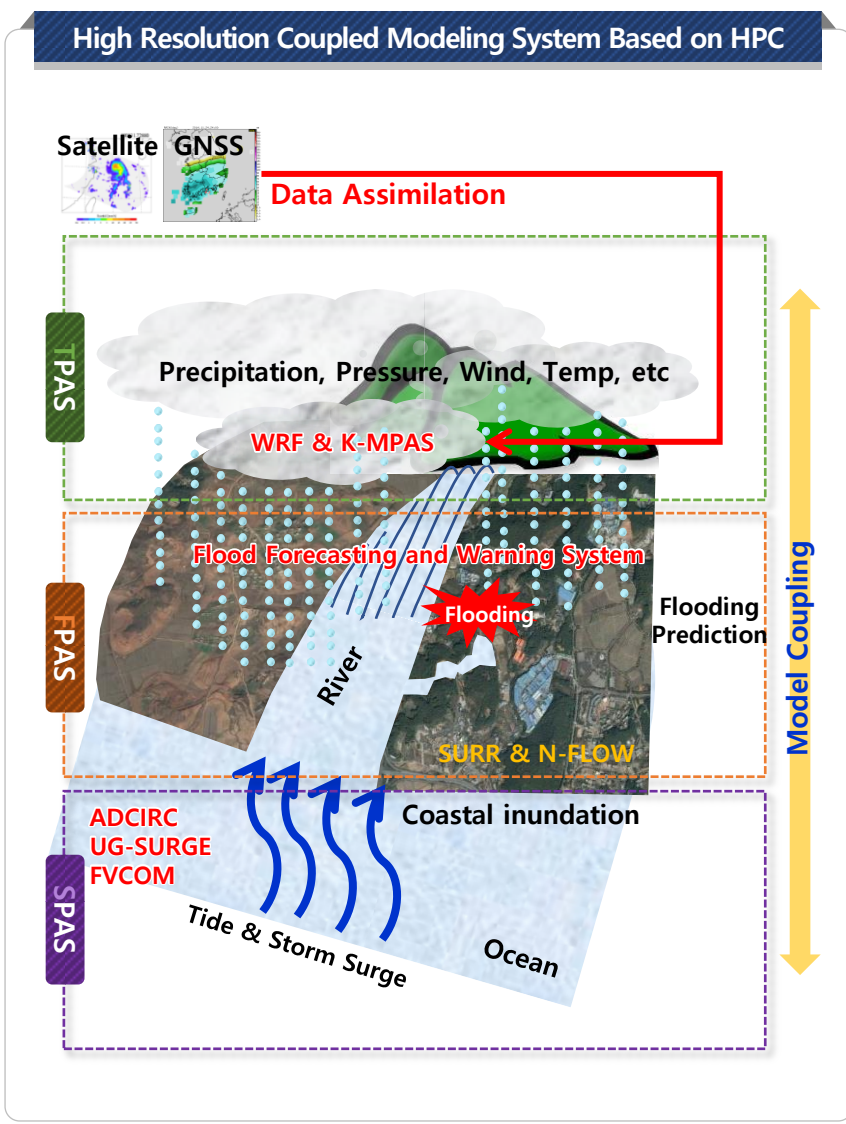 High Resolution Coupled Modeling System Based on HPC
Satellite GNSS
Data Assimilation
TPAS
Precipitation, Pressure, Wind, Temp, etc
WRF & K-MPAS
FPAS
Flood Forecasting and Warning System
Flooding
Flooding
Prediction
River
SURR & N-FLOW
Model Coupling
SPAS
ADCIRC
UG-SURGE
FVCOM
Coastal inundation
Tide & Storm Surge
Ocean